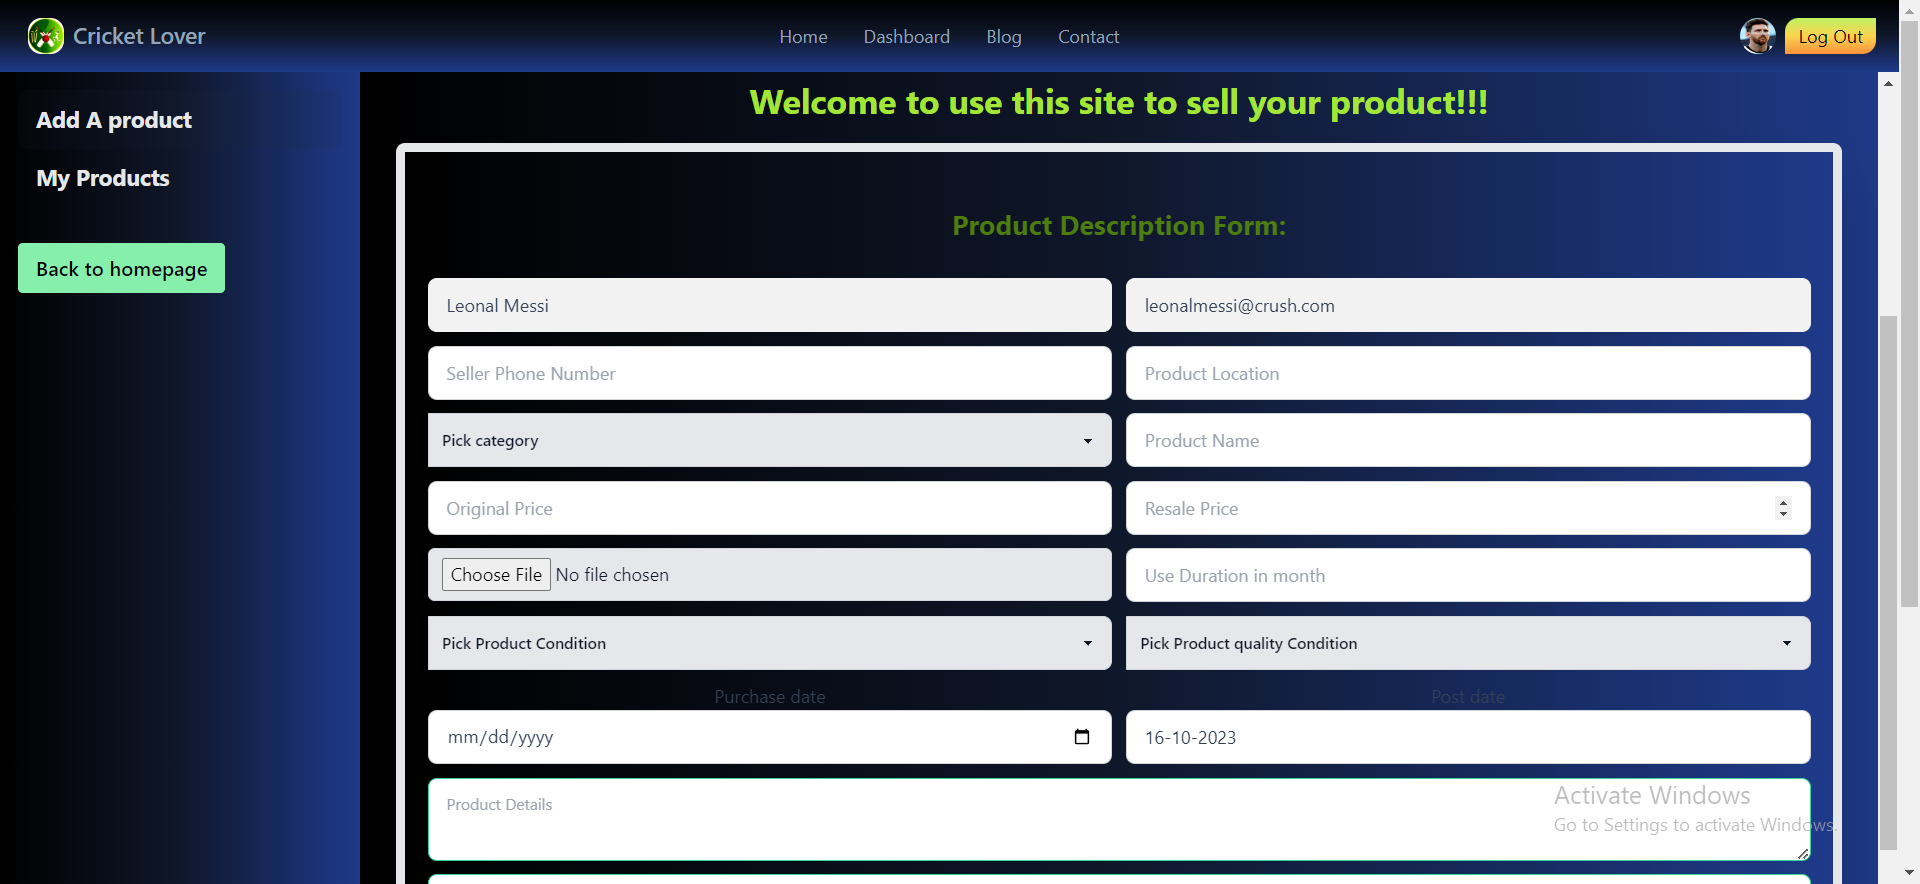 Cricket Lover
Home Dashboard Blog Contact
Log Out
Add A product
My Products
Back to homepage
Welcome to use this site to sell your product!!!
Product Description Form:
Leonal Messi
leonalmessi@crush.com
Seller Phone Number
Product Location
Pick category
Product Name
Original Price
Resale Price
Choose File No file chosen
Use Duration in month
Pick Product Condition
Pick Product quality Condition
Purchase date
Post date
mm/dd/yyyy
16-10-2023
Product Details
Activate Windows
Go to Settings to activate Windows.